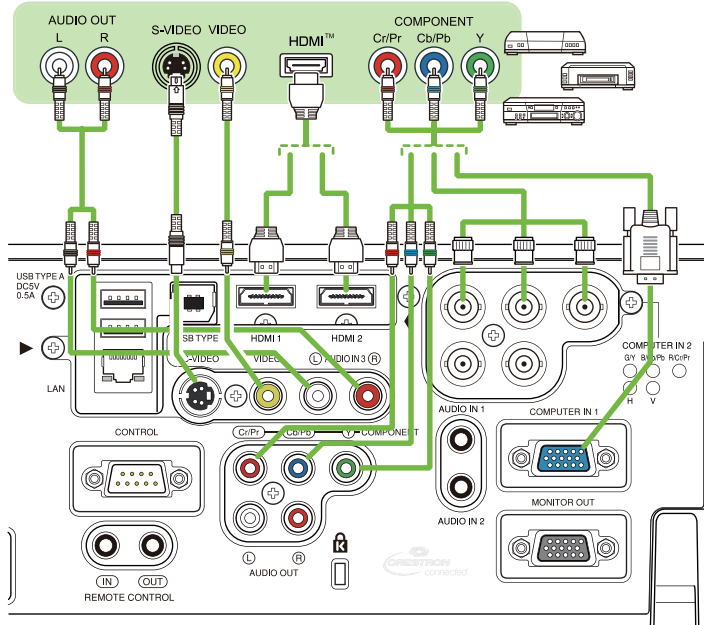 AUDIO OUT
L R
S-VIDEO VIDEO
HDMI™
COMPONENT
Cr/Pr Cb/Pb Y
USB TYPE A
DC5V
0.5A
LAN
USB TYPE
HDMI 1
HDMI 2
-VIDEO
VIDEO
L AUDIO IN 3 R
Cr/Pr Cb/Pb Y COMPONENT
COMPUTER IN 2
G/Y B/Cb/Pb R/Cr/Pr
H V
CONTROL
AUDIO IN 1
COMPUTER IN 1
AUDIO IN 2
MONITOR OUT
L R
AUDIO OUT
K
IN OUT
REMOTE CONTROL
CRESTRON
connected